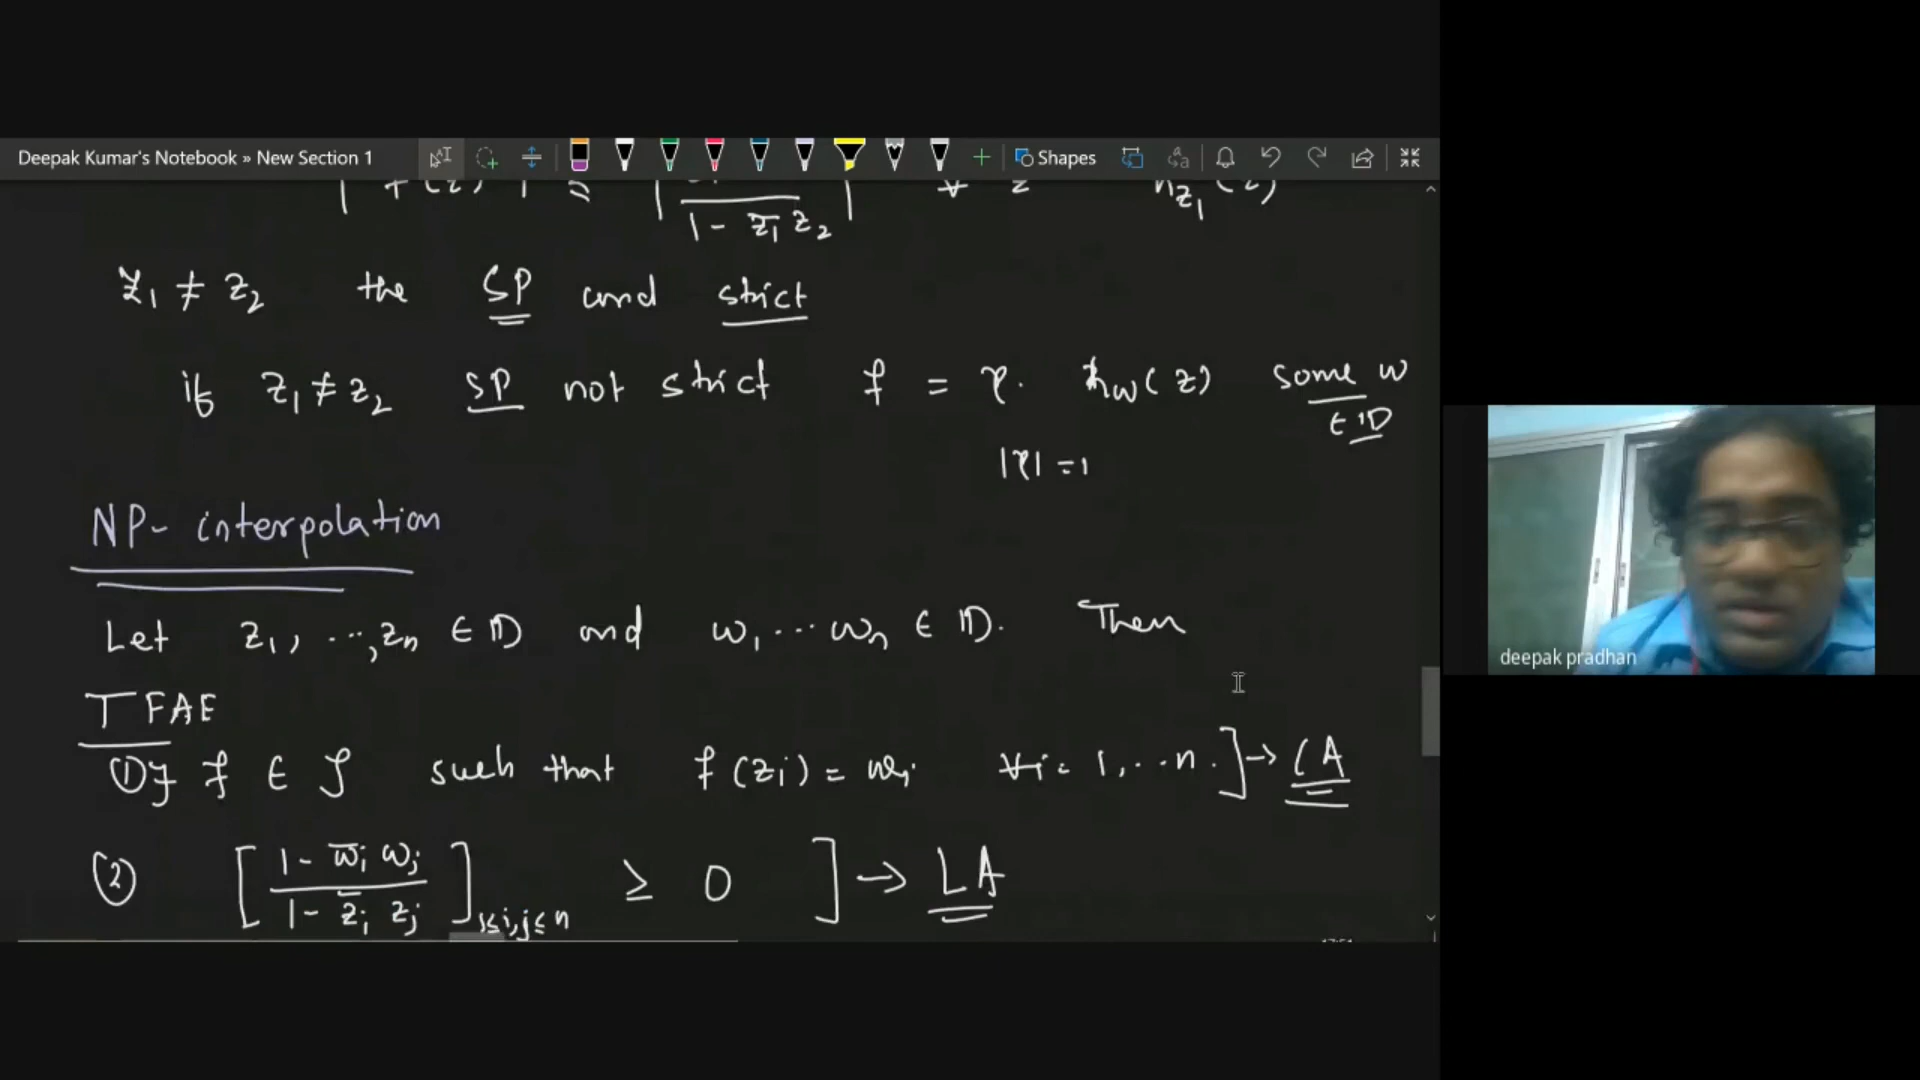 Deepak Kumar's Notebook » New Section 1
Shapes
1 - z̄₁ z₂
z₁ ≠ z₂ the SP and strict
if z₁ ≠ z₂ SP not strict f = η. hw(z) some w
∈ 𝔻
|η| = 1
NP- interpolation
Let z₁, ..., zn ∈ 𝔻 and w₁ ... wn ∈ 𝔻. Then
TFAE
① ∃ f ∈ 𝒮 such that f(zi) = wi ∀ i = 1, .. n. ] → CA
② [ (1 - w̄i wj) / (1 - z̄i zj) ] 1≤i,j≤n ≥ 0 ] → LA
deepak pradhan